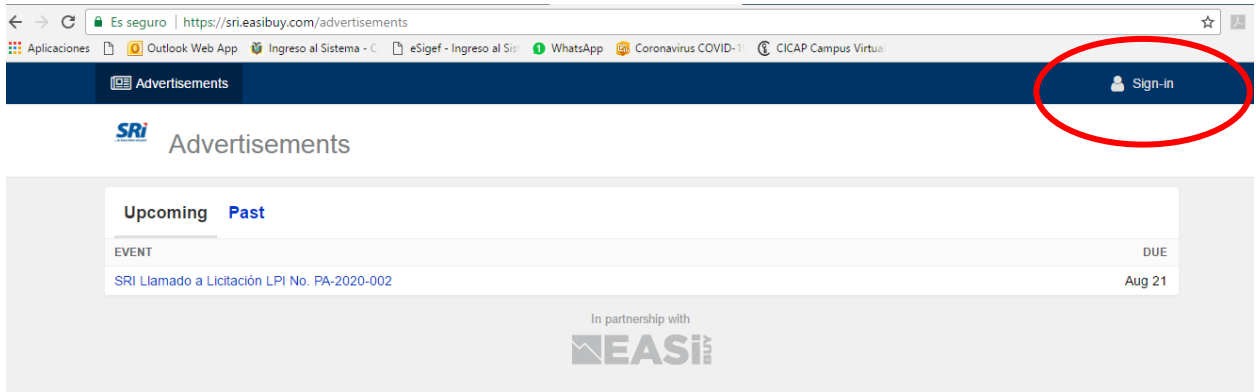 Es seguro | https://sri.easibuy.com/advertisements
Aplicaciones Outlook Web App Ingreso al Sistema - C eSigef - Ingreso al Sis WhatsApp Coronavirus COVID-1 CICAP Campus Virtual
Advertisements Sign-in
SRi Advertisements
Upcoming Past
EVENT DUE
SRI Llamado a Licitación LPI No. PA-2020-002 Aug 21
In partnership with
EASiBUY